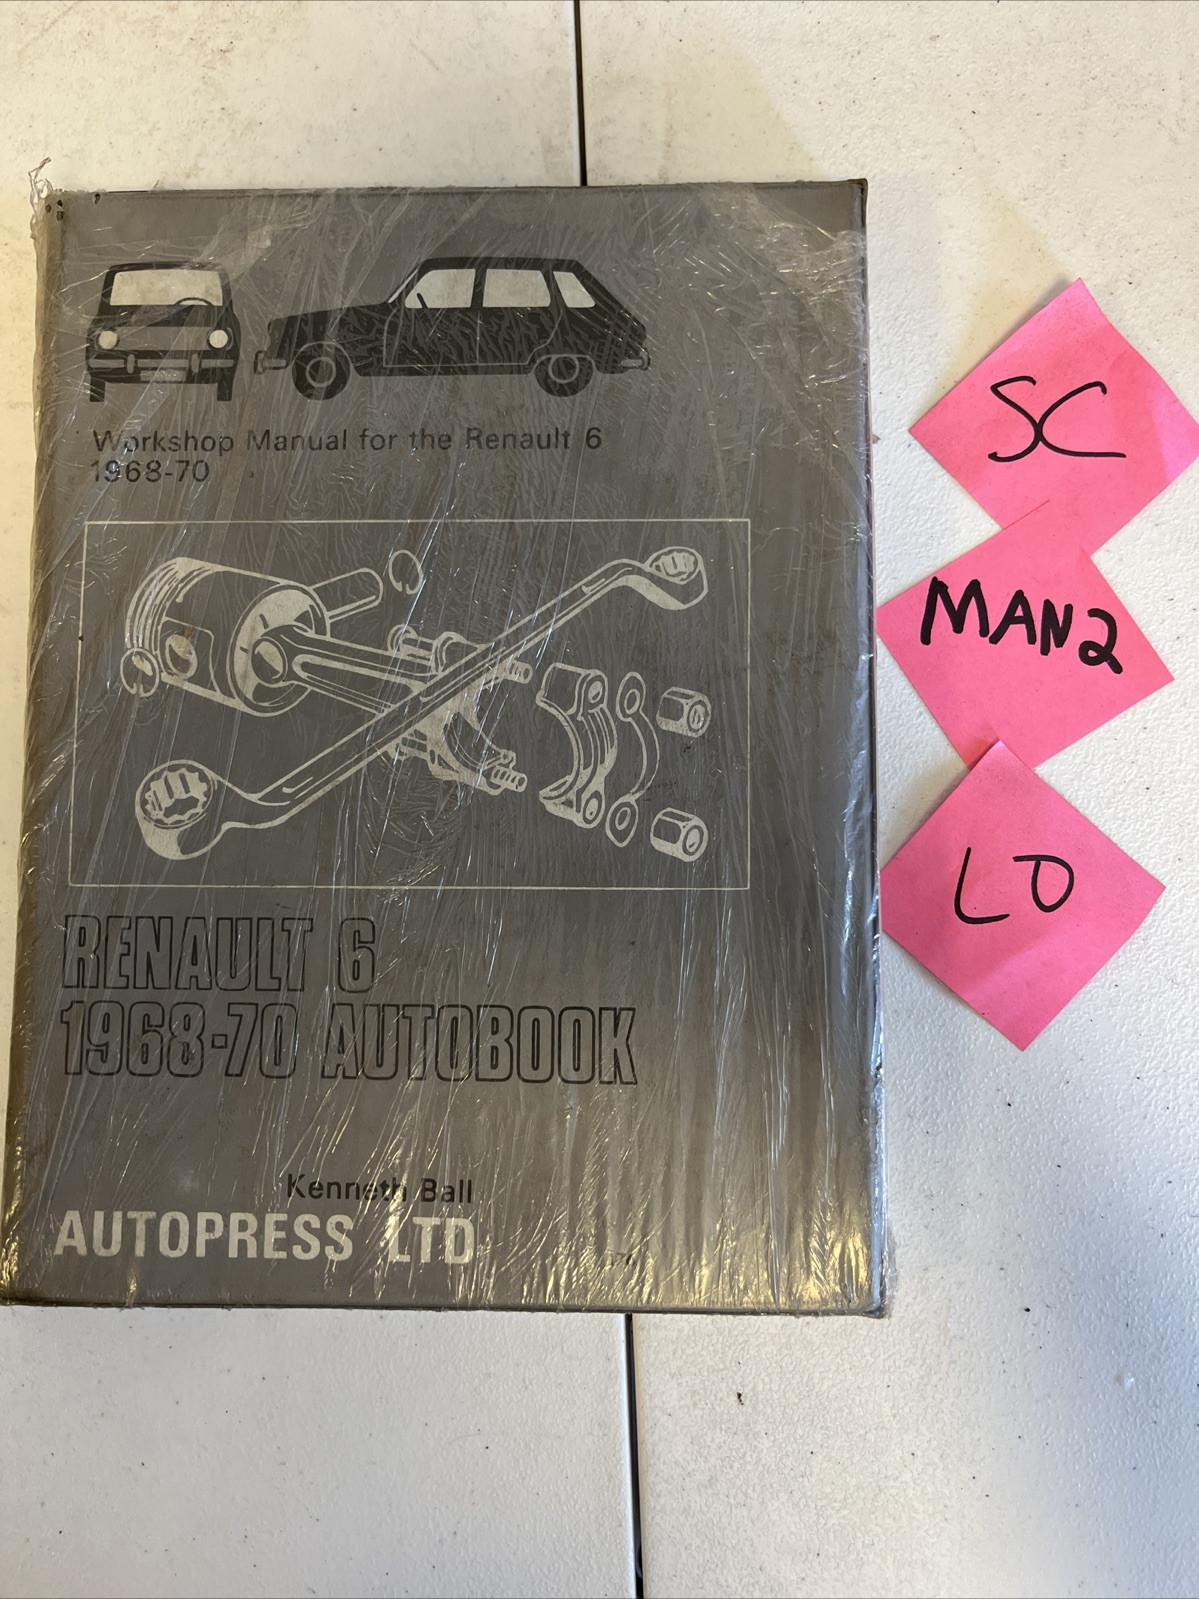 Workshop Manual for the Renault 6
1968-70
RENAULT 6
1968-70 AUTOBOOK
Kenneth Ball
AUTOPRESS LTD
SC
MAN2
LO